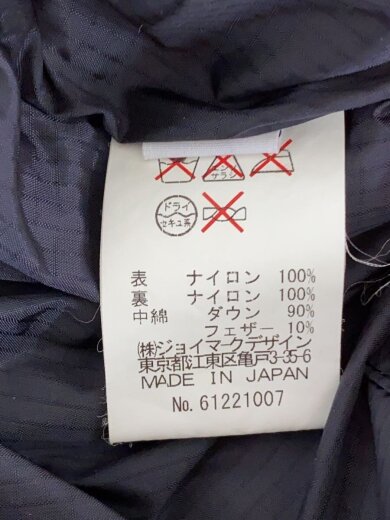 エンソ
サラシ
ドライ
セキユ系
表 ナイロン 100%
裏 ナイロン 100%
中綿 ダウン 90%
フェザー 10%
(株)ジョイマークデザイン
東京都江東区亀戸3-35-6
MADE IN JAPAN
No. 61221007